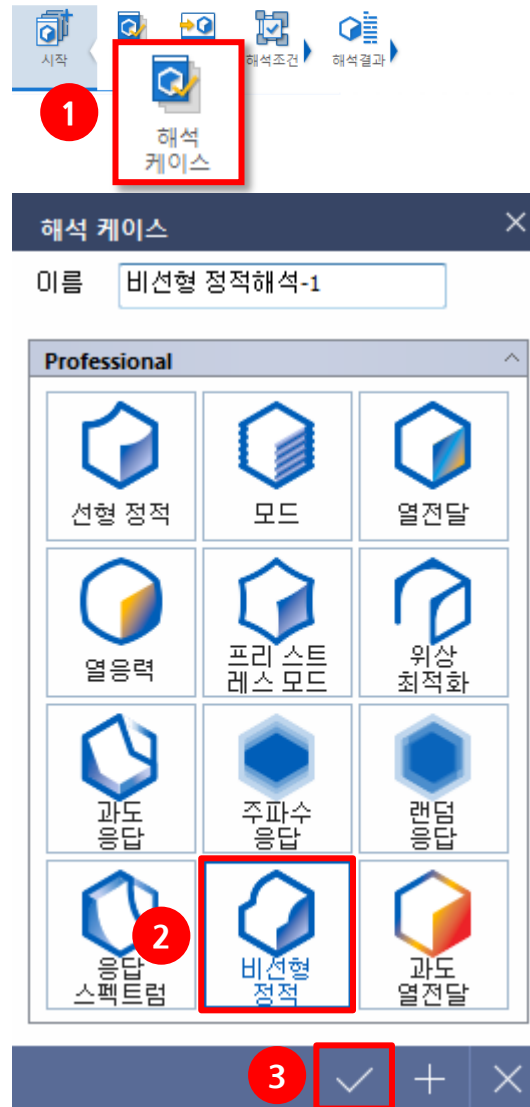 시작
해석조건
해석결과
1
해석
케이스
해석 케이스
이름
비선형 정적해석-1
Professional
선형 정적
모드
열전달
열응력
프리 스트
레스 모드
위상
최적화
과도
응답
주파수
응답
랜덤
응답
응답
스펙트럼
2
비선형
정적
과도
열전달
3